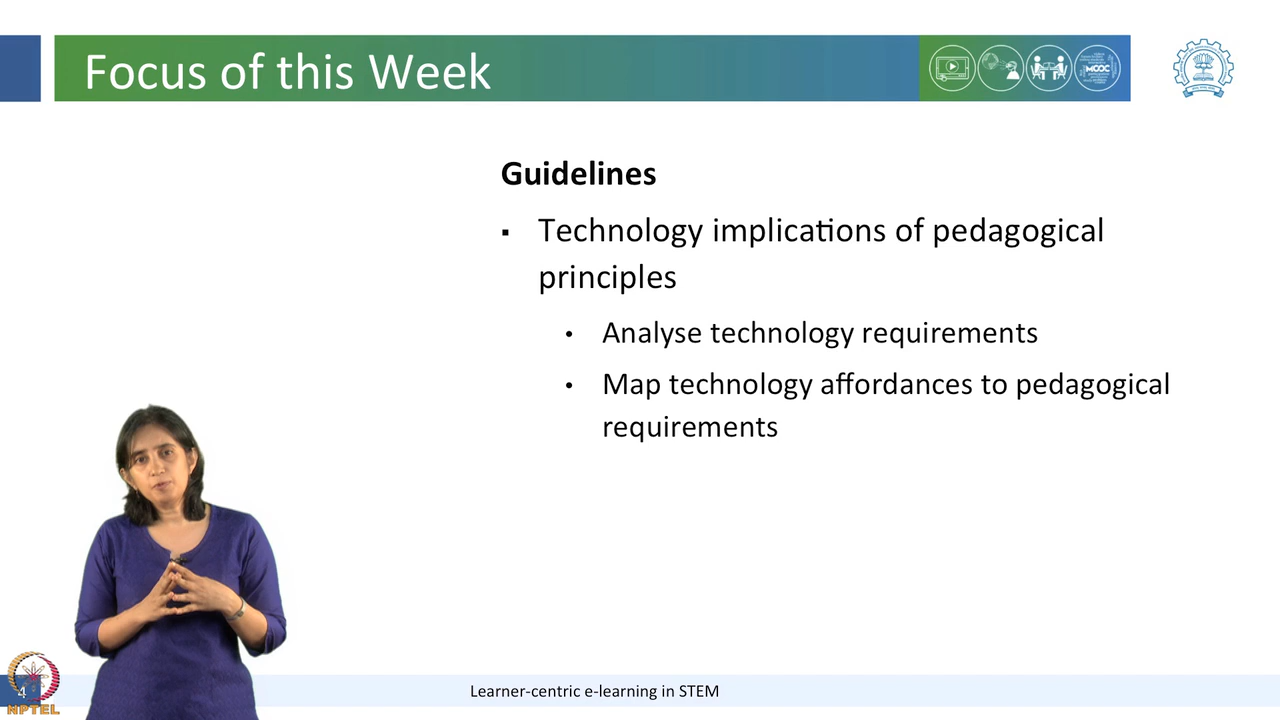 Focus of this Week
MOOC
Guidelines
▪ Technology implications of pedagogical
principles
• Analyse technology requirements
• Map technology affordances to pedagogical
requirements
4
NPTEL
Learner-centric e-learning in STEM